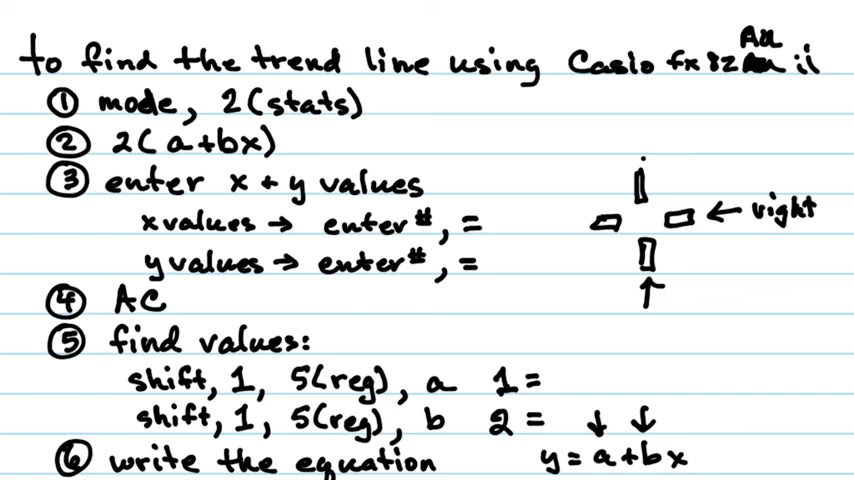 to find the trend line using Casio fx 82 Au ii
① mode, 2(stats)
② 2(a+bx)
③ enter x + y values
x values → enter #, =
← right
y values → enter #, =
④ AC
⑤ find values:
shift, 1, 5(reg), a 1 =
shift, 1, 5(reg), b 2 = ↓ ↓
⑥ write the equation y = a+bx